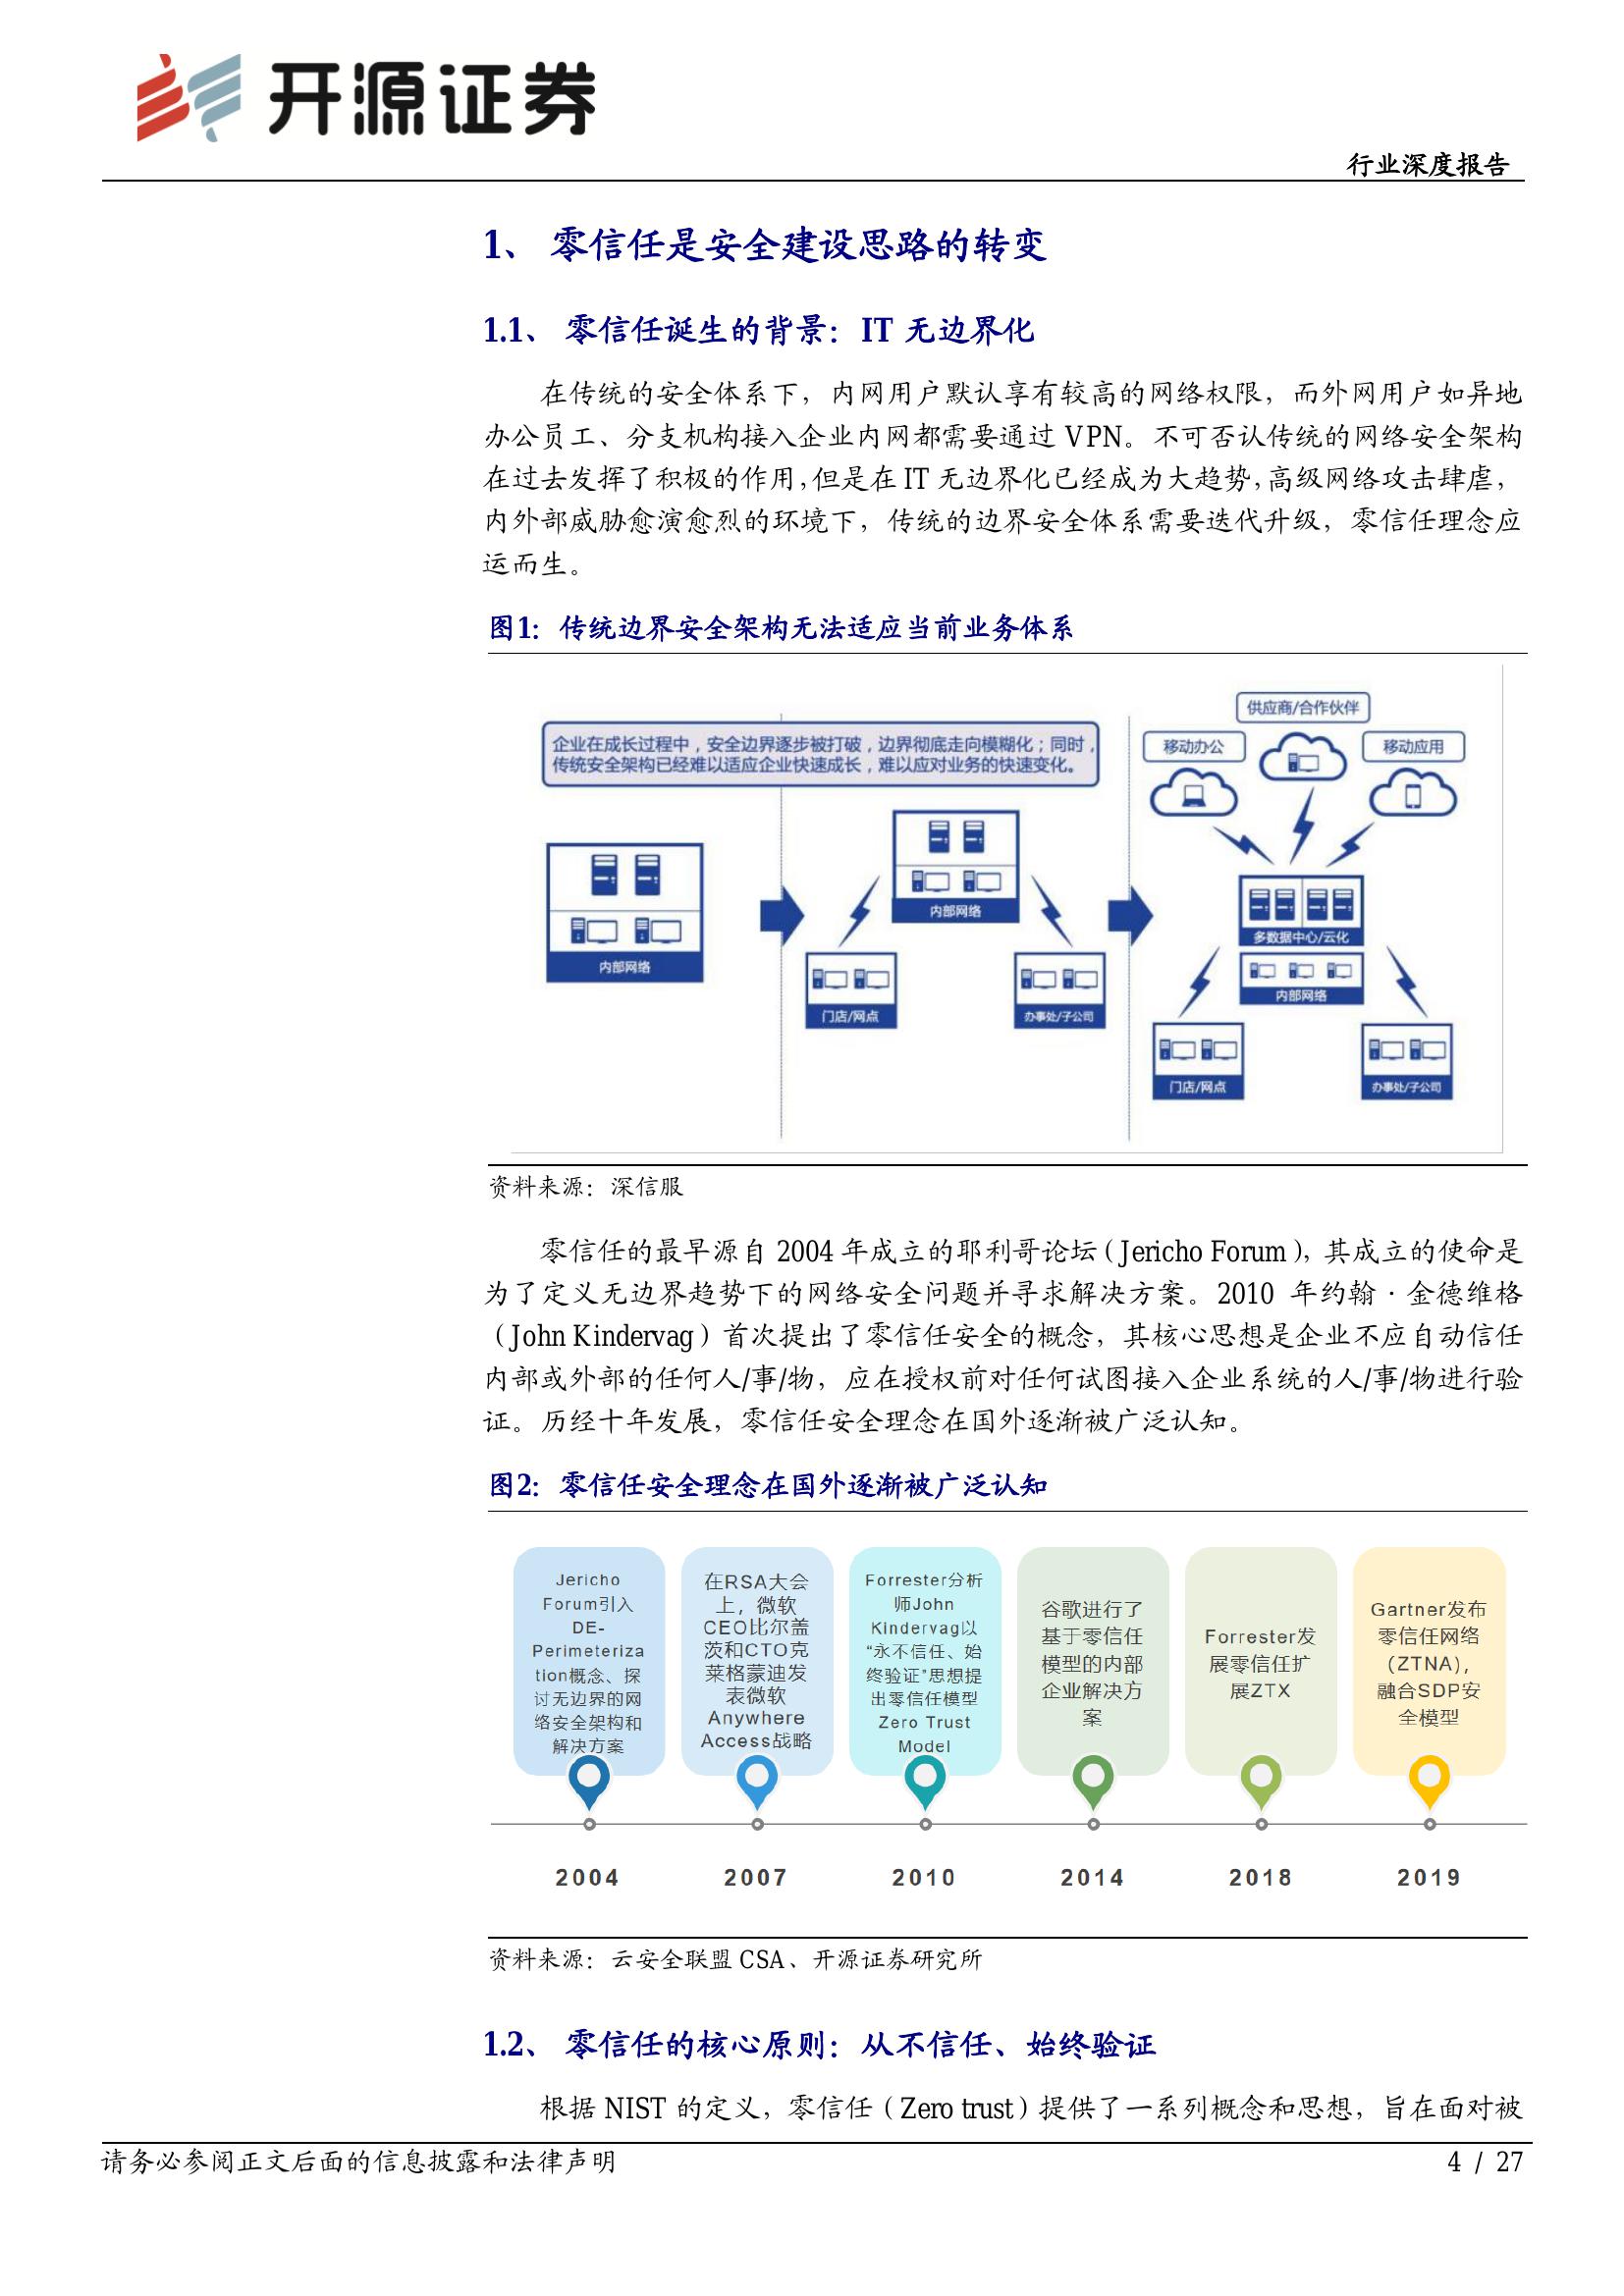 开源证券
行业深度报告
1、 零信任是安全建设思路的转变
1.1、 零信任诞生的背景：IT 无边界化
在传统的安全体系下，内网用户默认享有较高的网络权限，而外网用户如异地
办公员工、分支机构接入企业内网都需要通过 VPN。不可否认传统的网络安全架构
在过去发挥了积极的作用，但是在 IT 无边界化已经成为大趋势，高级网络攻击肆虐，
内外部威胁愈演愈烈的环境下，传统的边界安全体系需要迭代升级，零信任理念应
运而生。
图1：传统边界安全架构无法适应当前业务体系
企业在成长过程中，安全边界逐步被打破，边界彻底走向模糊化；同时，
传统安全架构已经难以适应企业快速成长，难以应对业务的快速变化。
内部网络
内部网络
门店/网点
办事处/子公司
供应商/合作伙伴
移动办公
移动应用
多数据中心/云化
内部网络
门店/网点
办事处/子公司
资料来源：深信服
零信任的最早源自 2004 年成立的耶利哥论坛（Jericho Forum），其成立的使命是
为了定义无边界趋势下的网络安全问题并寻求解决方案。2010 年约翰·金德维格
（John Kindervag）首次提出了零信任安全的概念，其核心思想是企业不应自动信任
内部或外部的任何人/事/物，应在授权前对任何试图接入企业系统的人/事/物进行验
证。历经十年发展，零信任安全理念在国外逐渐被广泛认知。
图2：零信任安全理念在国外逐渐被广泛认知
Jericho
Forum引入
DE-
Perimeteriza
tion概念、探
讨无边界的网
络安全架构和
解决方案
在RSA大会
上，微软
CEO比尔盖
茨和CTO克
莱格蒙迪发
表微软
Anywhere
Access战略
Forrester分析
师John
Kindervag以
“永不信任、始
终验证”思想提
出零信任模型
Zero Trust
Model
谷歌进行了
基于零信任
模型的内部
企业解决方
案
Forrester发
展零信任扩
展ZTX
Gartner发布
零信任网络
（ZTNA)，
融合SDP安
全模型
2004
2007
2010
2014
2018
2019
资料来源：云安全联盟 CSA、开源证券研究所
1.2、 零信任的核心原则：从不信任、始终验证
根据 NIST 的定义，零信任（Zero trust）提供了一系列概念和思想，旨在面对被
请务必参阅正文后面的信息披露和法律声明
4 / 27